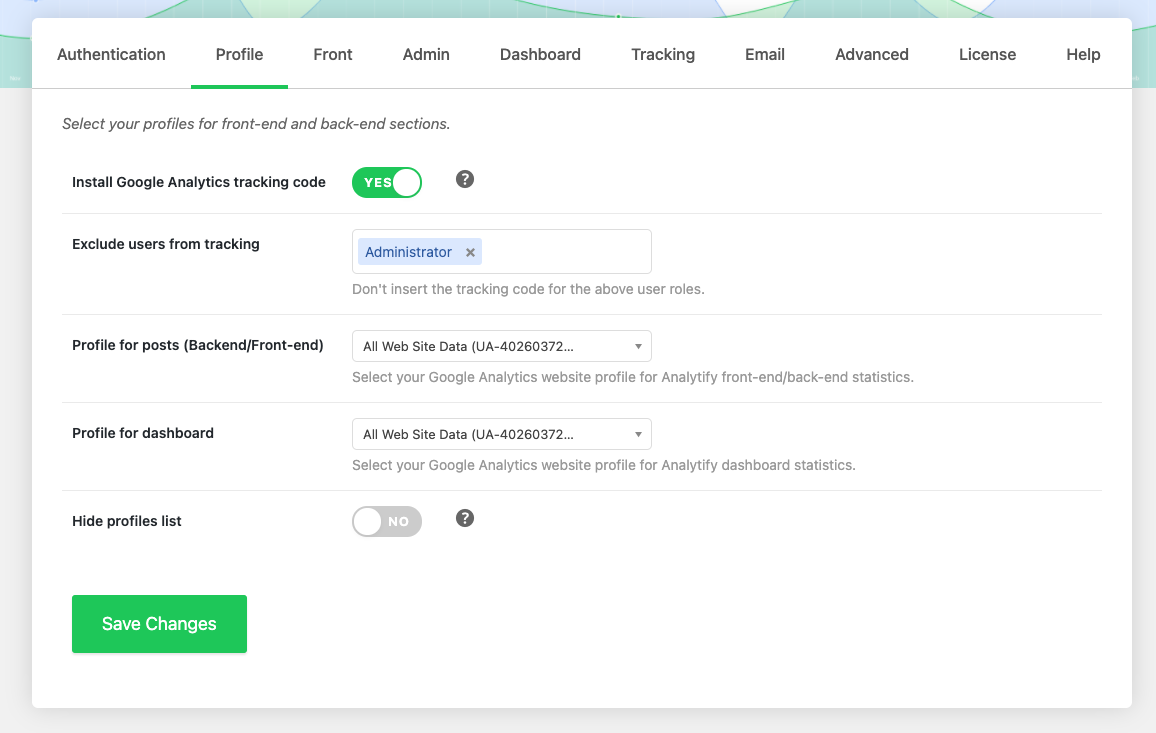 Authentication Profile Front Admin Dashboard Tracking Email Advanced License Help
Select your profiles for front-end and back-end sections.
Install Google Analytics tracking code YES ?
Exclude users from tracking Administrator ×
Don't insert the tracking code for the above user roles.
Profile for posts (Backend/Front-end) All Web Site Data (UA-40260372...
Select your Google Analytics website profile for Analytify front-end/back-end statistics.
Profile for dashboard All Web Site Data (UA-40260372...
Select your Google Analytics website profile for Analytify dashboard statistics.
Hide profiles list NO ?
Save Changes